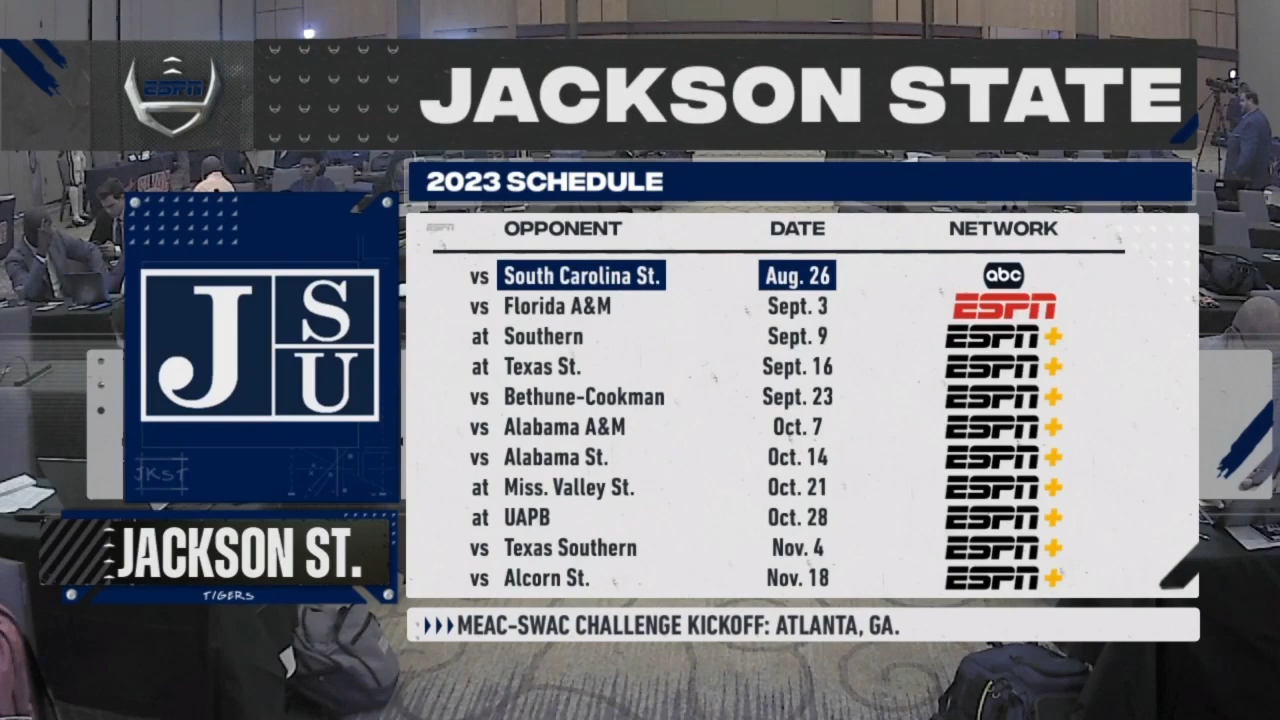 ESPN
JACKSON STATE
2023 SCHEDULE
ESPN OPPONENT DATE NETWORK
vs South Carolina St. Aug. 26 abc
vs Florida A&M Sept. 3 ESPN
at Southern Sept. 9 ESPN+
at Texas St. Sept. 16 ESPN+
vs Bethune-Cookman Sept. 23 ESPN+
vs Alabama A&M Oct. 7 ESPN+
vs Alabama St. Oct. 14 ESPN+
at Miss. Valley St. Oct. 21 ESPN+
at UAPB Oct. 28 ESPN+
vs Texas Southern Nov. 4 ESPN+
vs Alcorn St. Nov. 18 ESPN+
MEAC-SWAC CHALLENGE KICKOFF: ATLANTA, GA.
J S U
JKST
JACKSON ST.
TIGERS